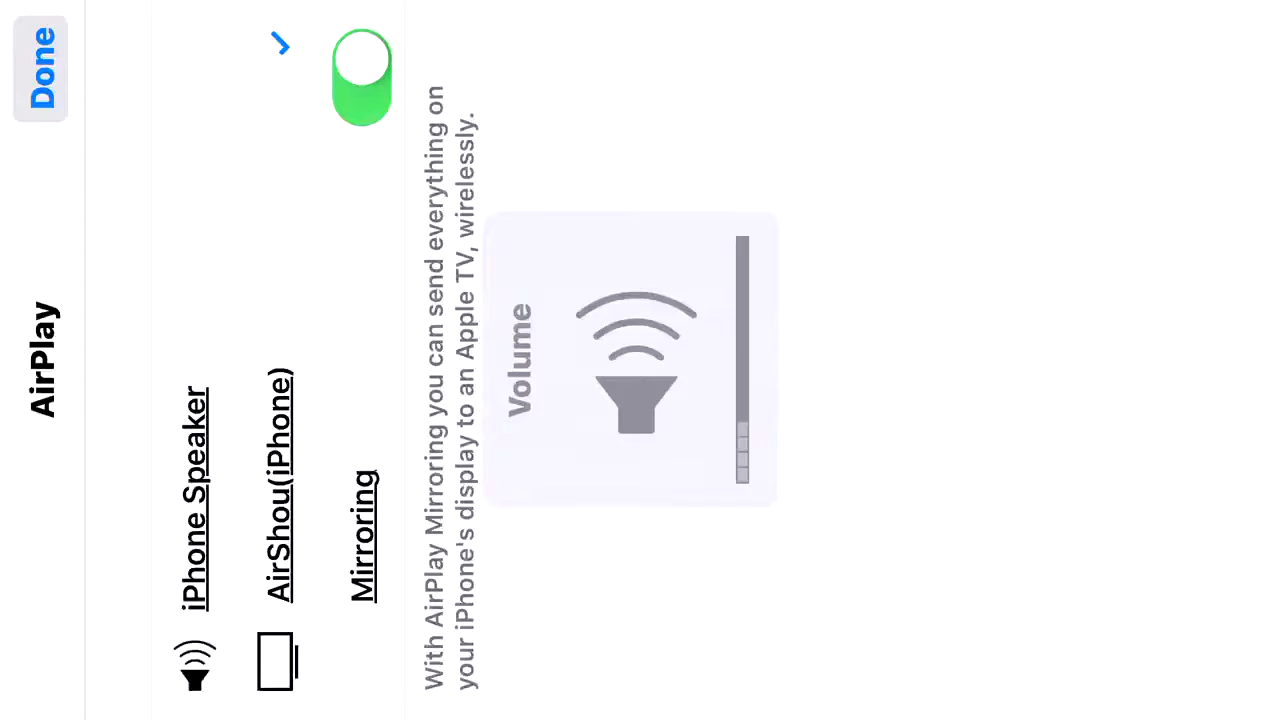 AirPlay
Done
iPhone Speaker
AirShou(iPhone)
Mirroring
With AirPlay Mirroring you can send everything on
your iPhone's display to an Apple TV, wirelessly.
Volume